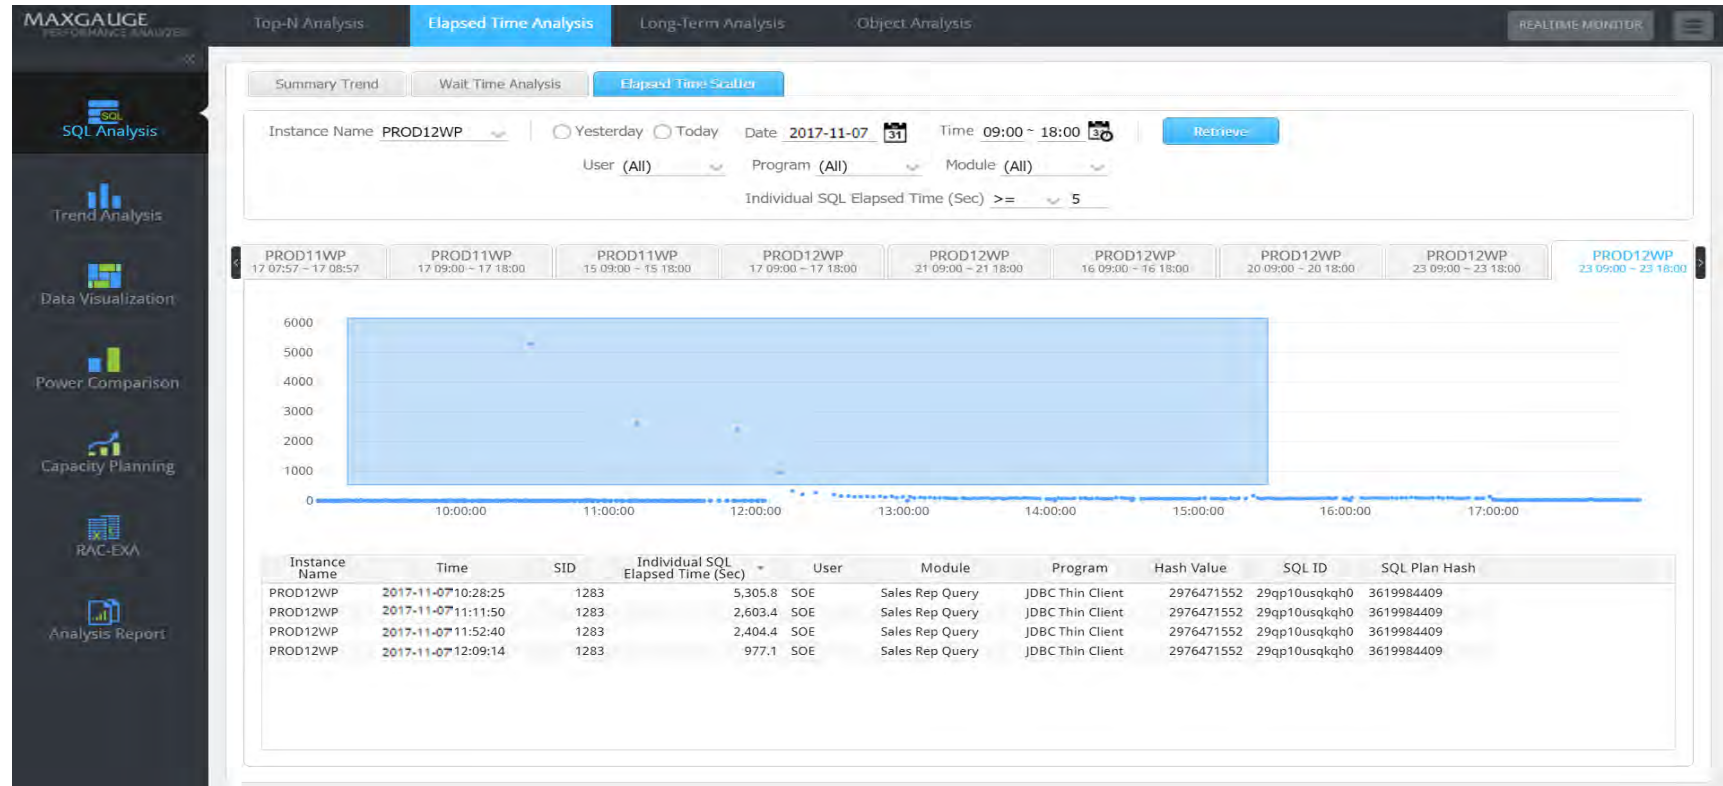 MAXGAUGE
PERFORMANCE ANALYZER
Top-N Analysis
Elapsed Time Analysis
Long-Term Analysis
Object Analysis
REALTIME MONITOR
SQL
SQL Analysis
Trend Analysis
Data Visualization
Power Comparison
Capacity Planning
RAC-EXA
Analysis Report
Summary Trend
Wait Time Analysis
Elapsed Time Scatter
Instance Name PROD12WP Yesterday Today Date 2017-11-07 31 Time 09:00 ~ 18:00 Retrieve
User (All) Program (All) Module (All)
Individual SQL Elapsed Time (Sec) >= 5
PROD11WP
17 07:57 ~ 17 08:57
PROD11WP
17 09:00 ~ 17 18:00
PROD11WP
15 09:00 ~ 15 18:00
PROD12WP
17 09:00 ~ 17 18:00
PROD12WP
21 09:00 ~ 21 18:00
PROD12WP
16 09:00 ~ 16 18:00
PROD12WP
20 09:00 ~ 20 18:00
PROD12WP
23 09:00 ~ 23 18:00
PROD12WP
23 09:00 ~ 23 18:00
6000
5000
4000
3000
2000
1000
0
10:00:00 11:00:00 12:00:00 13:00:00 14:00:00 15:00:00 16:00:00 17:00:00
Instance Name Time SID Individual SQL Elapsed Time (Sec) User Module Program Hash Value SQL ID SQL Plan Hash
PROD12WP 2017-11-07 10:28:25 1283 5,305.8 SOE Sales Rep Query JDBC Thin Client 2976471552 29qp10usqkqh0 3619984409
PROD12WP 2017-11-07 11:11:50 1283 2,603.4 SOE Sales Rep Query JDBC Thin Client 2976471552 29qp10usqkqh0 3619984409
PROD12WP 2017-11-07 11:52:40 1283 2,404.4 SOE Sales Rep Query JDBC Thin Client 2976471552 29qp10usqkqh0 3619984409
PROD12WP 2017-11-07 12:09:14 1283 977.1 SOE Sales Rep Query JDBC Thin Client 2976471552 29qp10usqkqh0 3619984409